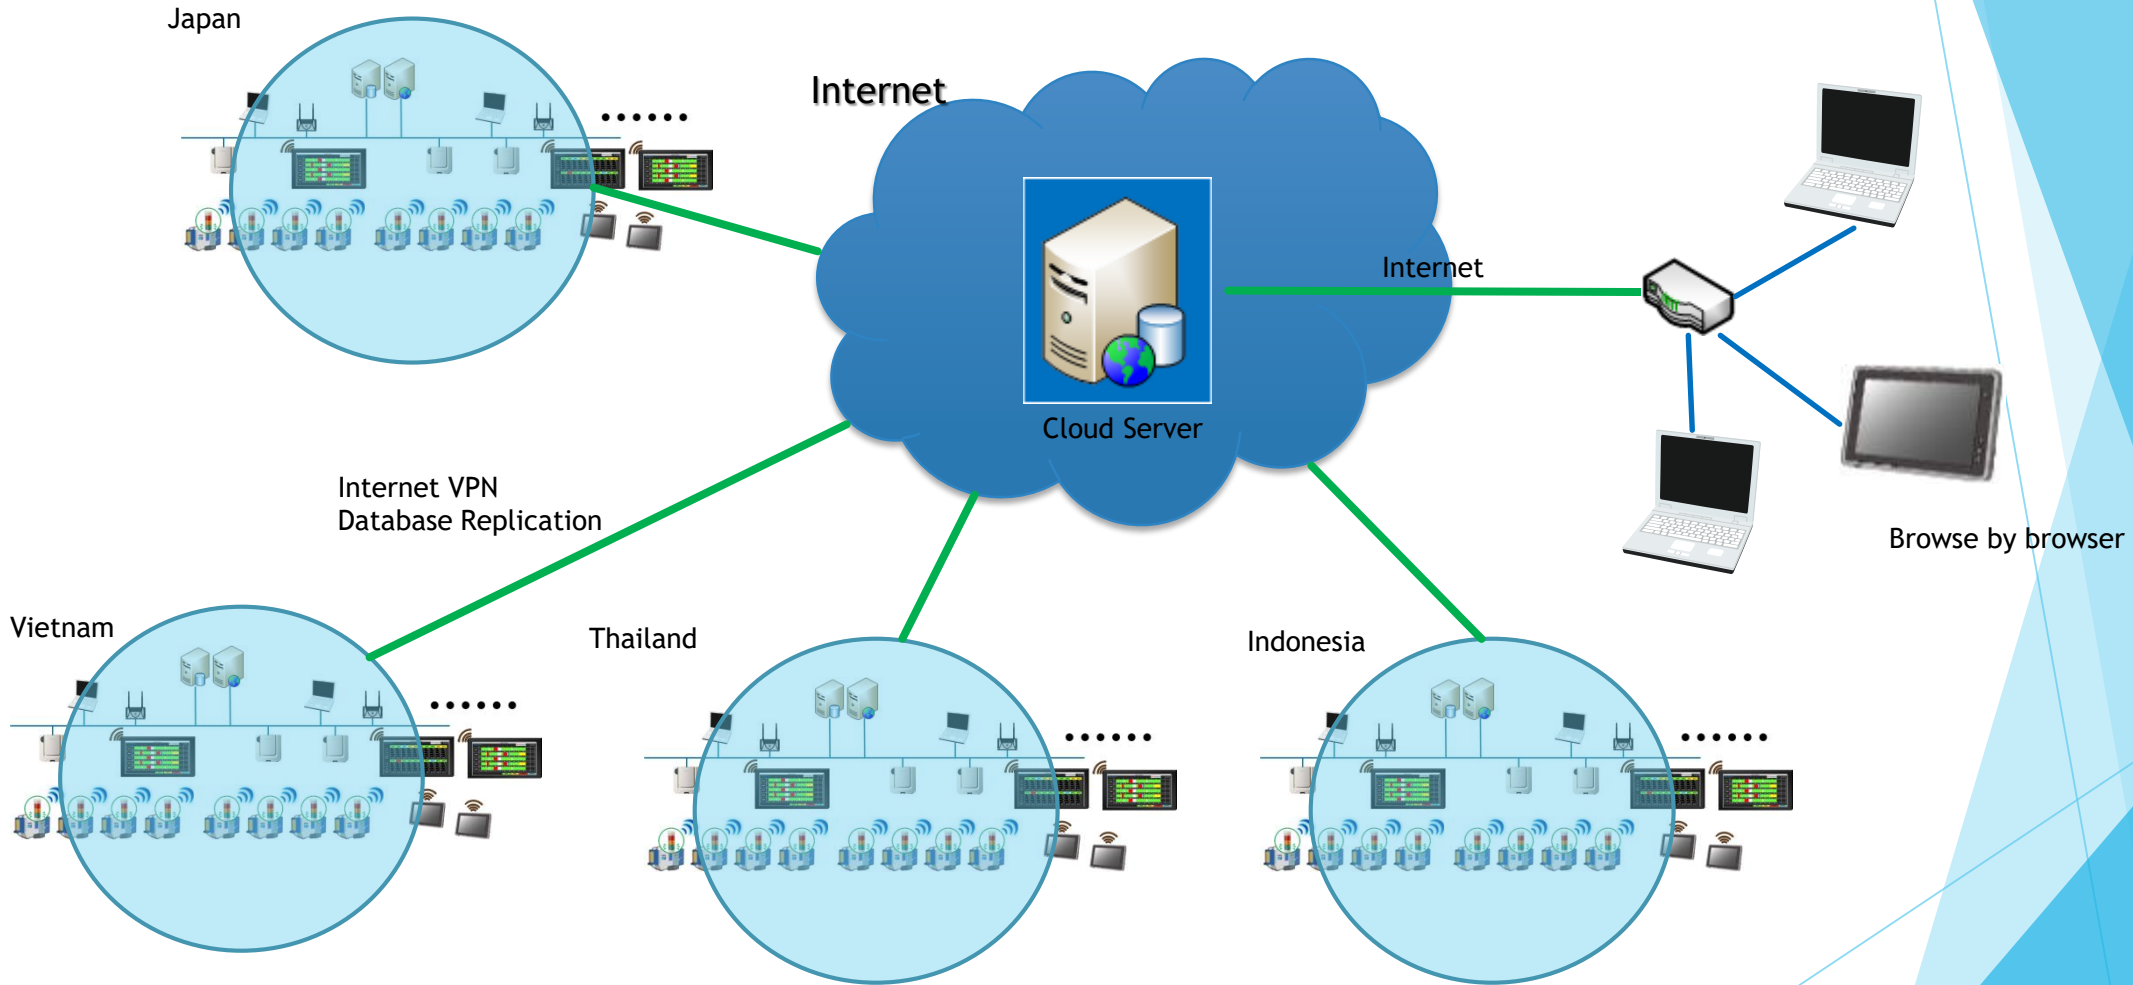 Japan
Internet
Internet
Cloud Server
Internet VPN
Database Replication
Browse by browser
Vietnam
Thailand
Indonesia